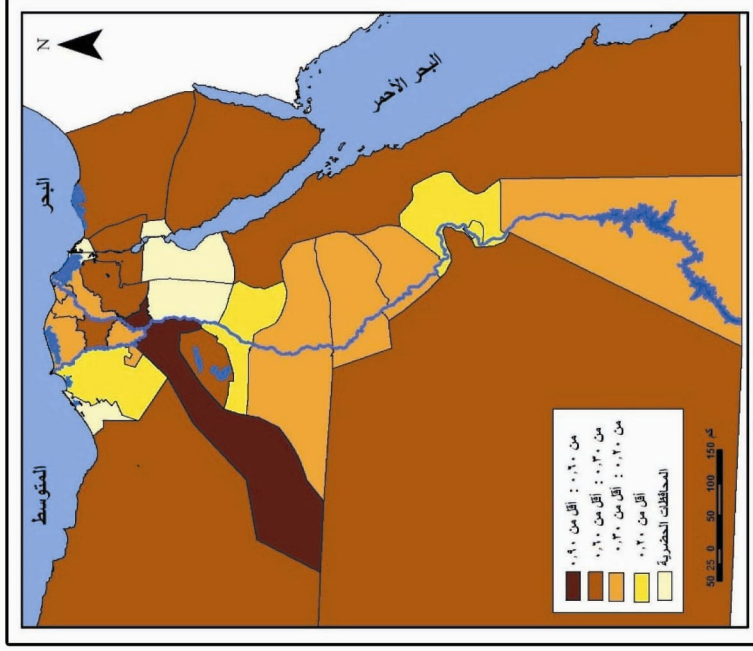 N
البحر
المتوسط
البحر الأحمر
من ٠,٦٠ : أقل من ٠,٩٠
من ٠,٣٠ : أقل من ٠,٦٠
من ٠,٢٠ : أقل من ٠,٣٠
أقل من ٠,٢٠
المحافظات الحضرية
50 25 0 50 100 150 كم